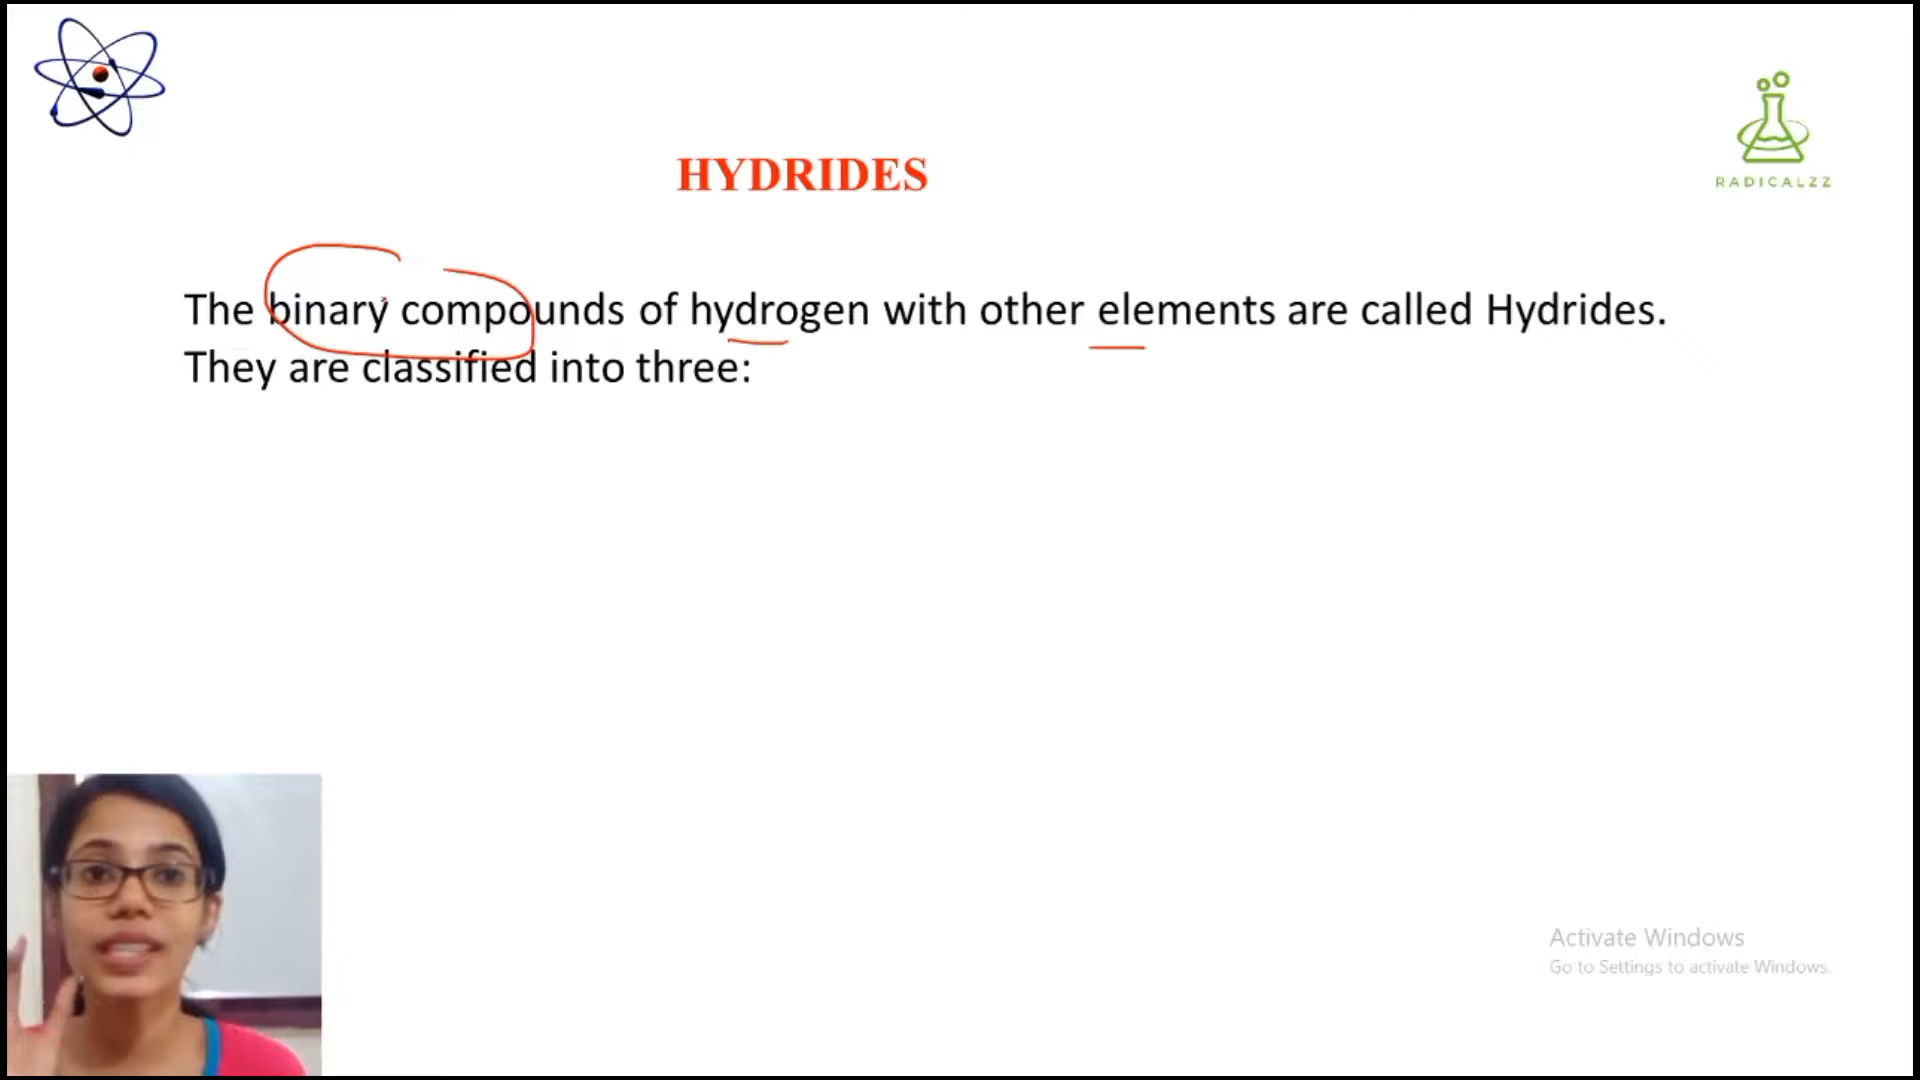 RADICALZZ
HYDRIDES
The binary compounds of hydrogen with other elements are called Hydrides.
They are classified into three:
Activate Windows
Go to Settings to activate Windows.